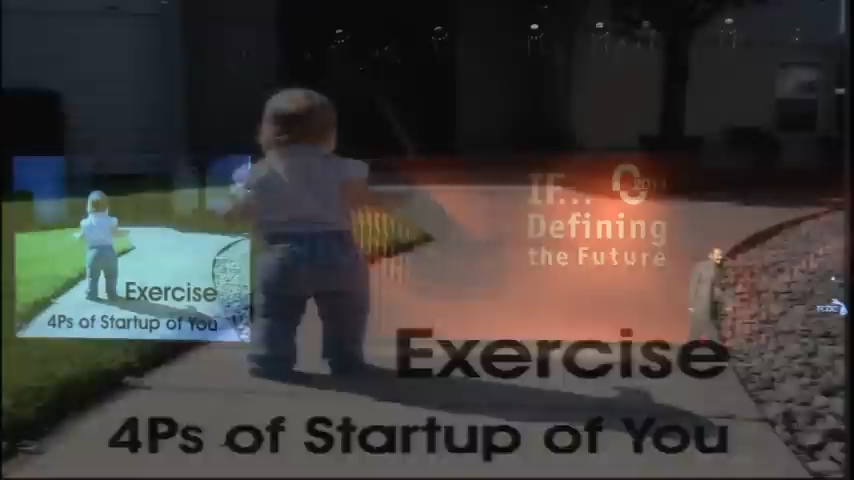 IF...
Defining
the Future
Exercise
4Ps of Startup of You
Exercise
4Ps of Startup of You